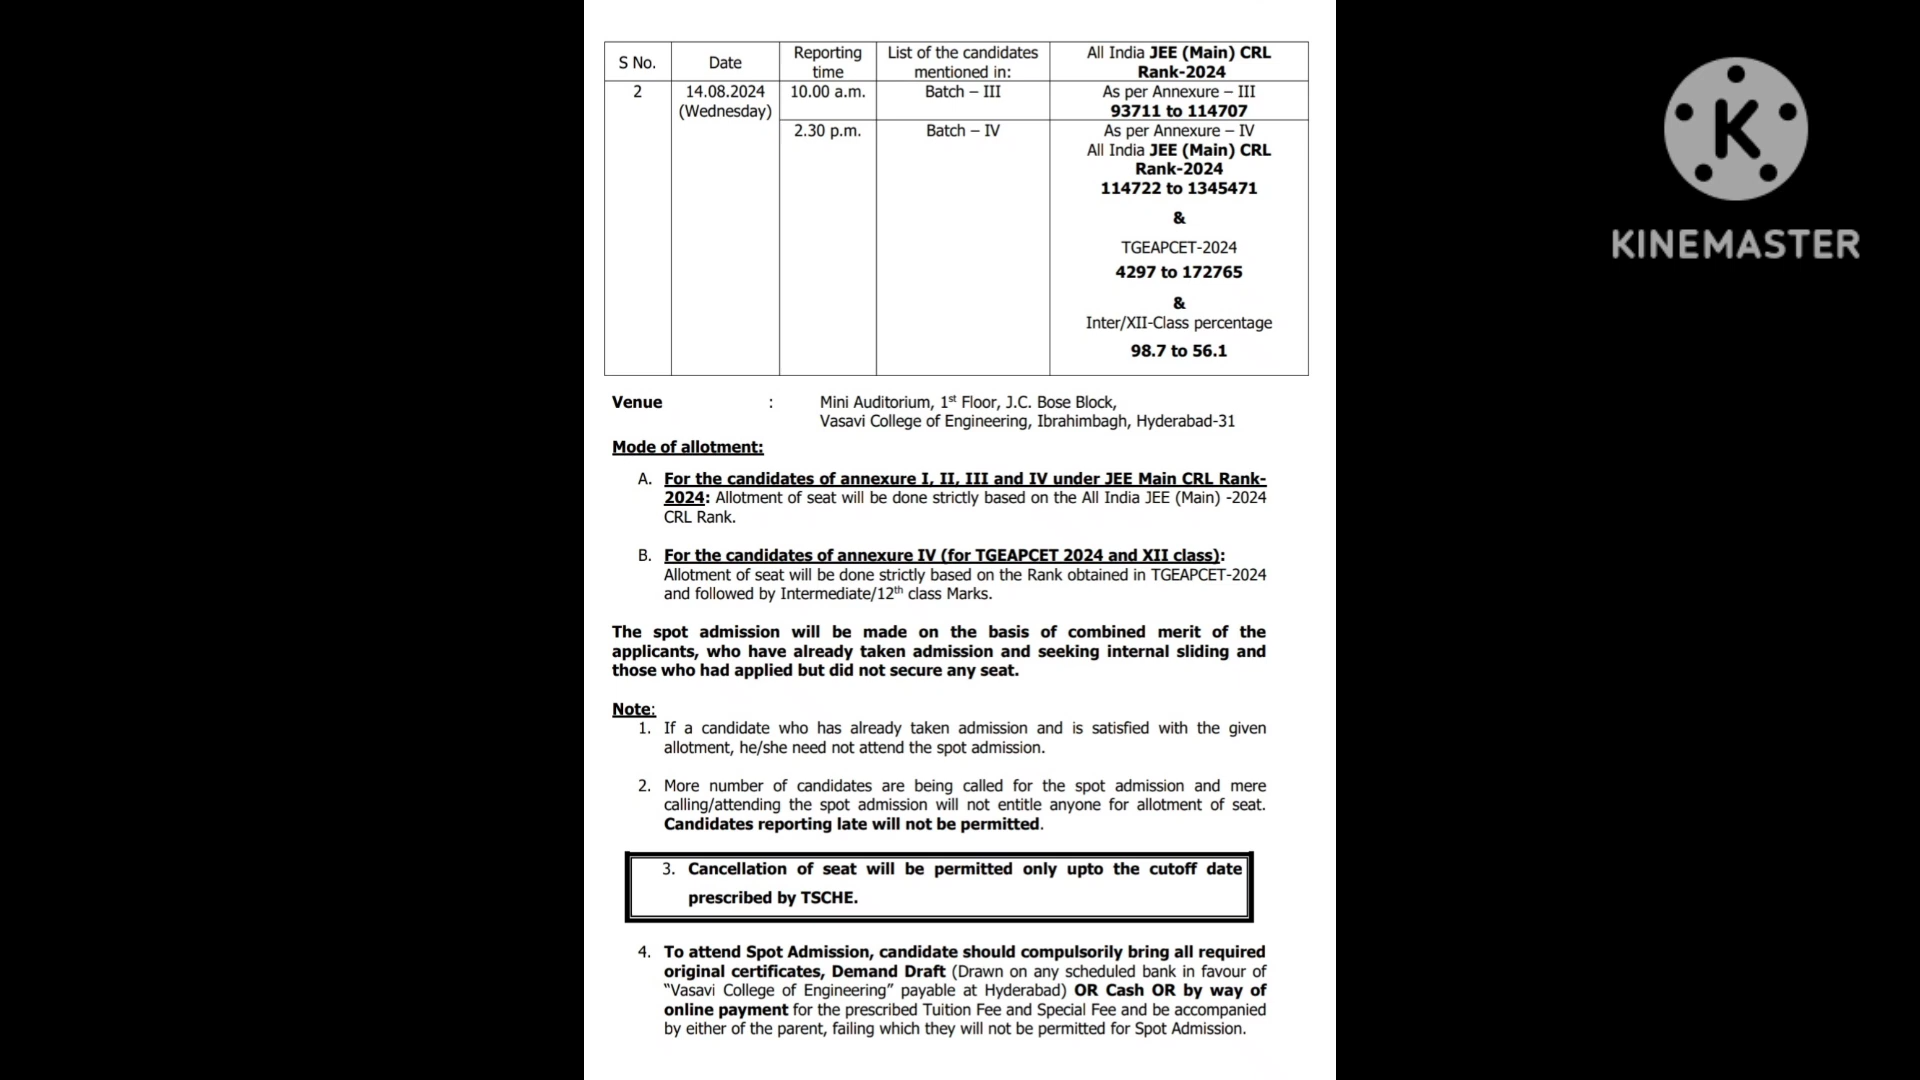 S No.
Date
Reporting time
List of the candidates mentioned in:
All India JEE (Main) CRL Rank-2024
2
14.08.2024 (Wednesday)
10.00 a.m.
Batch – III
As per Annexure – III
93711 to 114707
2.30 p.m.
Batch – IV
As per Annexure – IV
All India JEE (Main) CRL
Rank-2024
114722 to 1345471
&
TGEAPCET-2024
4297 to 172765
&
Inter/XII-Class percentage
98.7 to 56.1
Venue : Mini Auditorium, 1st Floor, J.C. Bose Block,
Vasavi College of Engineering, Ibrahimbagh, Hyderabad-31
Mode of allotment:
A. For the candidates of annexure I, II, III and IV under JEE Main CRL Rank-
2024: Allotment of seat will be done strictly based on the All India JEE (Main) -2024
CRL Rank.
B. For the candidates of annexure IV (for TGEAPCET 2024 and XII class):
Allotment of seat will be done strictly based on the Rank obtained in TGEAPCET-2024
and followed by Intermediate/12th class Marks.
The spot admission will be made on the basis of combined merit of the
applicants, who have already taken admission and seeking internal sliding and
those who had applied but did not secure any seat.
Note:
1. If a candidate who has already taken admission and is satisfied with the given
allotment, he/she need not attend the spot admission.
2. More number of candidates are being called for the spot admission and mere
calling/attending the spot admission will not entitle anyone for allotment of seat.
Candidates reporting late will not be permitted.
3. Cancellation of seat will be permitted only upto the cutoff date
prescribed by TSCHE.
4. To attend Spot Admission, candidate should compulsorily bring all required
original certificates, Demand Draft (Drawn on any scheduled bank in favour of
"Vasavi College of Engineering" payable at Hyderabad) OR Cash OR by way of
online payment for the prescribed Tuition Fee and Special Fee and be accompanied
by either of the parent, failing which they will not be permitted for Spot Admission.
K
KINEMASTER